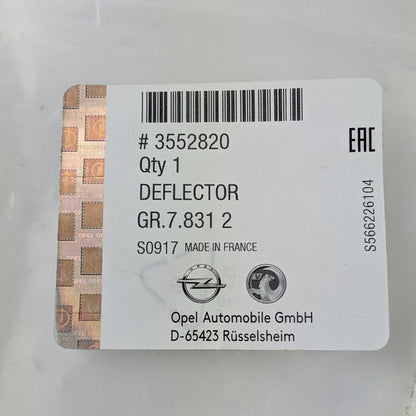 # 3552820
Qty 1
DEFLECTOR
GR.7.831 2
S0917 MADE IN FRANCE
EAC
S566226104
OPEL
Opel Automobile GmbH
D-65423 Rüsselsheim